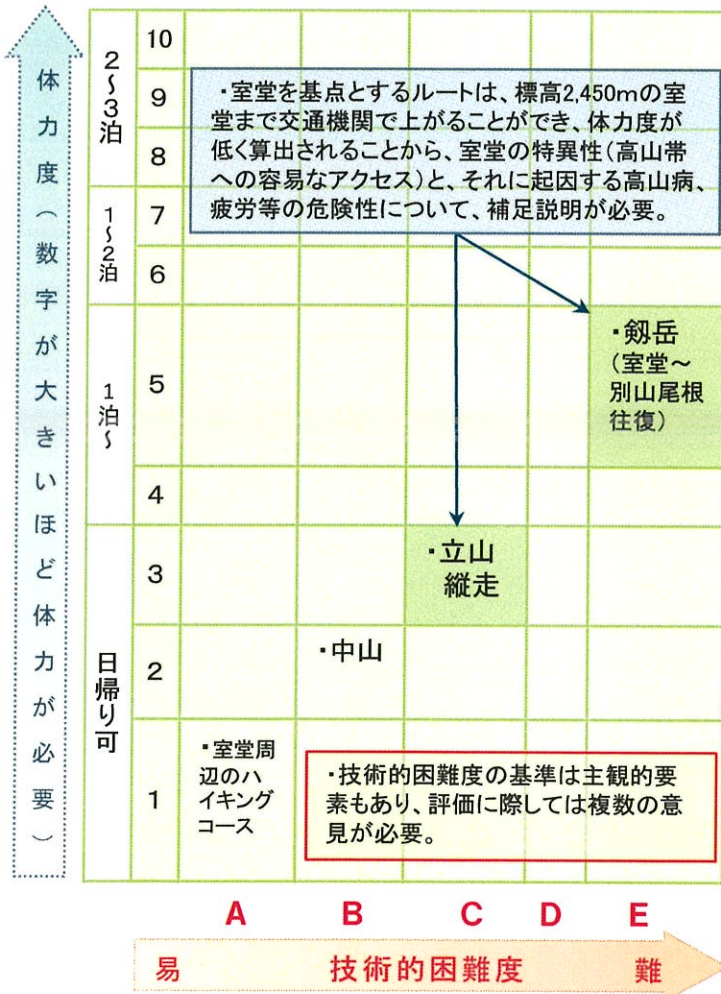 体力度（数字が大きいほど体力が必要）
2～3泊
10
9
8
・室堂を基点とするルートは、標高2,450mの室
堂まで交通機関で上がることができ、体力度が
低く算出されることから、室堂の特異性(高山帯
への容易なアクセス)と、それに起因する高山病、
疲労等の危険性について、補足説明が必要。
1～2泊
7
6
1泊～
5
4
・剱岳
(室堂～
別山尾根
往復)
日帰り可
3
2
1
・立山
縦走
・中山
・室堂周
辺のハ
イキング
コース
・技術的困難度の基準は主観的要
素もあり、評価に際しては複数の意
見が必要。
A B C D E
易 技術的困難度 難